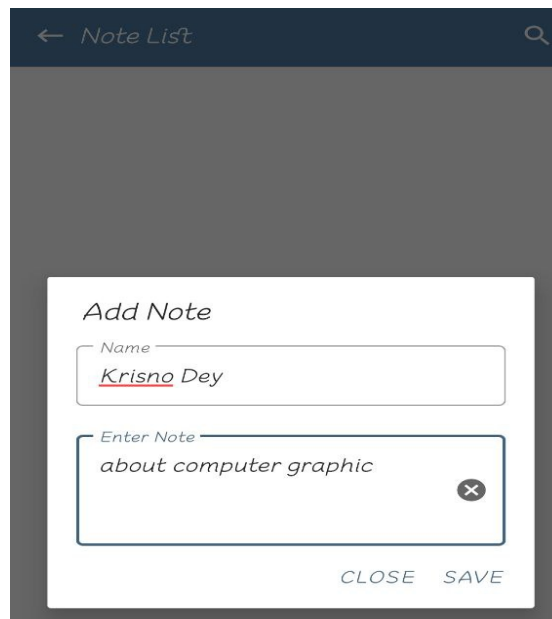 Note List
Add Note
Name
Krisno Dey
Enter Note
about computer graphic
CLOSE SAVE